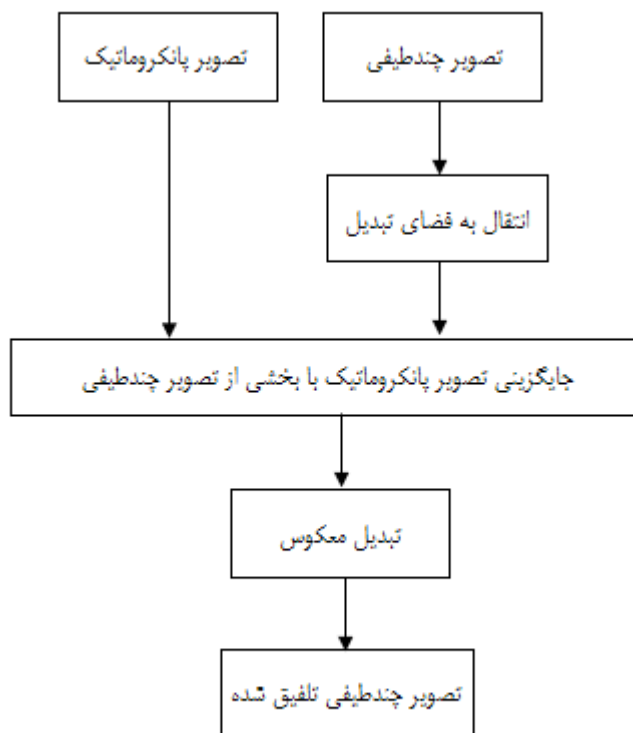 تصویر چندطیفی
تصویر پانکروماتیک
انتقال به فضای تبدیل
جایگزینی تصویر پانکروماتیک با بخشی از تصویر چندطیفی
تبدیل معکوس
تصویر چندطیفی تلفیق شده